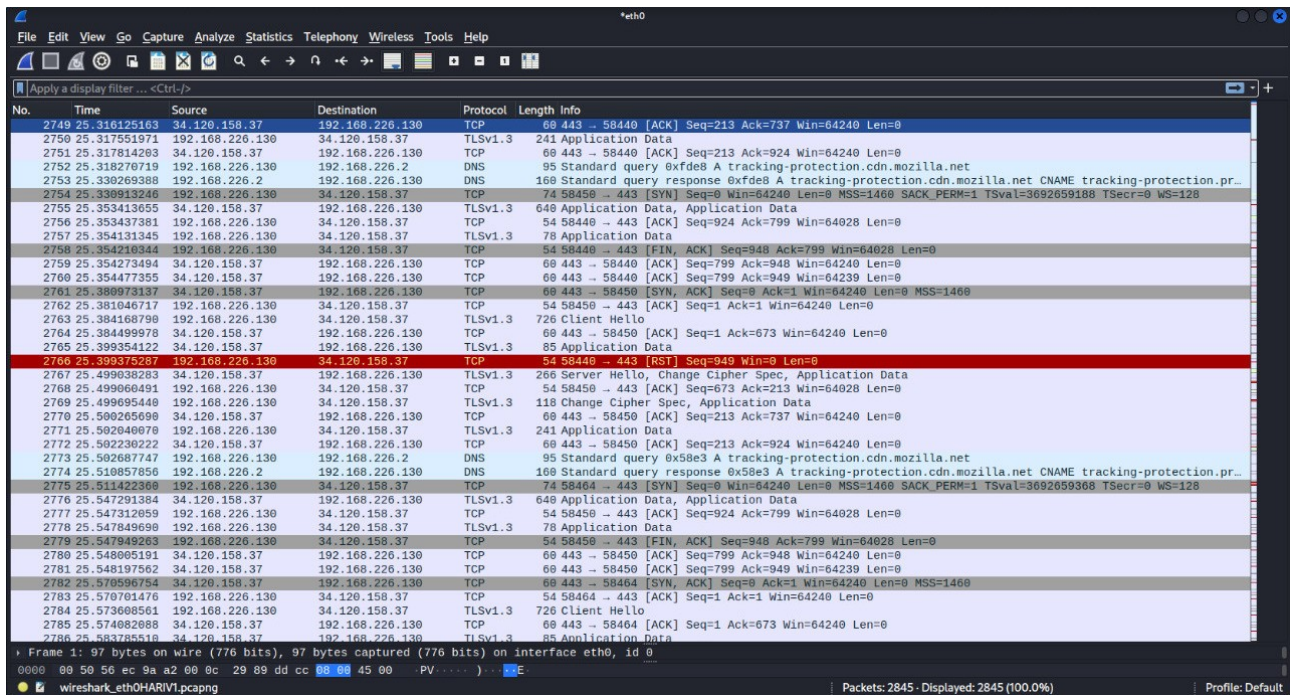 *eth0
File Edit View Go Capture Analyze Statistics Telephony Wireless Tools Help
Apply a display filter ... <Ctrl-/>
No. Time Source Destination Protocol Length Info
2749 25.316125163 34.120.158.37 192.168.226.130 TCP 60 443 → 58440 [ACK] Seq=213 Ack=737 Win=64240 Len=0
2750 25.317551971 192.168.226.130 34.120.158.37 TLSv1.3 241 Application Data
2751 25.317814203 34.120.158.37 192.168.226.130 TCP 60 443 → 58440 [ACK] Seq=213 Ack=924 Win=64240 Len=0
2752 25.318270719 192.168.226.130 192.168.226.2 DNS 95 Standard query 0xfde8 A tracking-protection.cdn.mozilla.net
2753 25.330269388 192.168.226.2 192.168.226.130 DNS 160 Standard query response 0xfde8 A tracking-protection.cdn.mozilla.net CNAME tracking-protection.pr…
2754 25.330913246 192.168.226.130 34.120.158.37 TCP 74 58450 → 443 [SYN] Seq=0 Win=64240 Len=0 MSS=1460 SACK_PERM=1 TSval=3692659188 TSecr=0 WS=128
2755 25.353413655 34.120.158.37 192.168.226.130 TLSv1.3 640 Application Data, Application Data
2756 25.353437381 192.168.226.130 34.120.158.37 TCP 54 58440 → 443 [ACK] Seq=924 Ack=799 Win=64028 Len=0
2757 25.354131345 192.168.226.130 34.120.158.37 TLSv1.3 78 Application Data
2758 25.354210344 192.168.226.130 34.120.158.37 TCP 54 58440 → 443 [FIN, ACK] Seq=948 Ack=799 Win=64028 Len=0
2759 25.354273494 34.120.158.37 192.168.226.130 TCP 60 443 → 58440 [ACK] Seq=799 Ack=948 Win=64240 Len=0
2760 25.354477355 34.120.158.37 192.168.226.130 TCP 60 443 → 58440 [ACK] Seq=799 Ack=949 Win=64239 Len=0
2761 25.380973137 34.120.158.37 192.168.226.130 TCP 60 443 → 58450 [SYN, ACK] Seq=0 Ack=1 Win=64240 Len=0 MSS=1460
2762 25.381046717 192.168.226.130 34.120.158.37 TCP 54 58450 → 443 [ACK] Seq=1 Ack=1 Win=64240 Len=0
2763 25.384168790 192.168.226.130 34.120.158.37 TLSv1.3 726 Client Hello
2764 25.384499978 34.120.158.37 192.168.226.130 TCP 60 443 → 58450 [ACK] Seq=1 Ack=673 Win=64240 Len=0
2765 25.399354122 34.120.158.37 192.168.226.130 TLSv1.3 85 Application Data
2766 25.399375287 192.168.226.130 34.120.158.37 TCP 54 58440 → 443 [RST] Seq=949 Win=0 Len=0
2767 25.499038283 34.120.158.37 192.168.226.130 TLSv1.3 266 Server Hello, Change Cipher Spec, Application Data
2768 25.499060491 192.168.226.130 34.120.158.37 TCP 54 58450 → 443 [ACK] Seq=673 Ack=213 Win=64028 Len=0
2769 25.499695440 192.168.226.130 34.120.158.37 TLSv1.3 118 Change Cipher Spec, Application Data
2770 25.500265690 34.120.158.37 192.168.226.130 TCP 60 443 → 58450 [ACK] Seq=213 Ack=737 Win=64240 Len=0
2771 25.502040070 192.168.226.130 34.120.158.37 TLSv1.3 241 Application Data
2772 25.502230222 34.120.158.37 192.168.226.130 TCP 60 443 → 58450 [ACK] Seq=213 Ack=924 Win=64240 Len=0
2773 25.502687747 192.168.226.130 192.168.226.2 DNS 95 Standard query 0x58e3 A tracking-protection.cdn.mozilla.net
2774 25.510857856 192.168.226.2 192.168.226.130 DNS 160 Standard query response 0x58e3 A tracking-protection.cdn.mozilla.net CNAME tracking-protection.pr…
2775 25.511422360 192.168.226.130 34.120.158.37 TCP 74 58464 → 443 [SYN] Seq=0 Win=64240 Len=0 MSS=1460 SACK_PERM=1 TSval=3692659368 TSecr=0 WS=128
2776 25.547291384 34.120.158.37 192.168.226.130 TLSv1.3 640 Application Data, Application Data
2777 25.547312059 192.168.226.130 34.120.158.37 TCP 54 58450 → 443 [ACK] Seq=924 Ack=799 Win=64028 Len=0
2778 25.547849690 192.168.226.130 34.120.158.37 TLSv1.3 78 Application Data
2779 25.547949263 192.168.226.130 34.120.158.37 TCP 54 58450 → 443 [FIN, ACK] Seq=948 Ack=799 Win=64028 Len=0
2780 25.548005191 34.120.158.37 192.168.226.130 TCP 60 443 → 58450 [ACK] Seq=799 Ack=948 Win=64240 Len=0
2781 25.548197562 34.120.158.37 192.168.226.130 TCP 60 443 → 58450 [ACK] Seq=799 Ack=949 Win=64239 Len=0
2782 25.570596754 34.120.158.37 192.168.226.130 TCP 60 443 → 58464 [SYN, ACK] Seq=0 Ack=1 Win=64240 Len=0 MSS=1460
2783 25.570701476 192.168.226.130 34.120.158.37 TCP 54 58464 → 443 [ACK] Seq=1 Ack=1 Win=64240 Len=0
2784 25.573608561 192.168.226.130 34.120.158.37 TLSv1.3 726 Client Hello
2785 25.574082088 34.120.158.37 192.168.226.130 TCP 60 443 → 58464 [ACK] Seq=1 Ack=673 Win=64240 Len=0
2786 25.583785510 34.120.158.37 192.168.226.130 TLSv1.3 85 Application Data
Frame 1: 97 bytes on wire (776 bits), 97 bytes captured (776 bits) on interface eth0, id 0
0000 00 50 56 ec 9a a2 00 0c 29 89 dd cc 08 00 45 00 ·PV····· )·····E·
wireshark_eth0HARIV1.pcapng Packets: 2845 · Displayed: 2845 (100.0%) Profile: Default